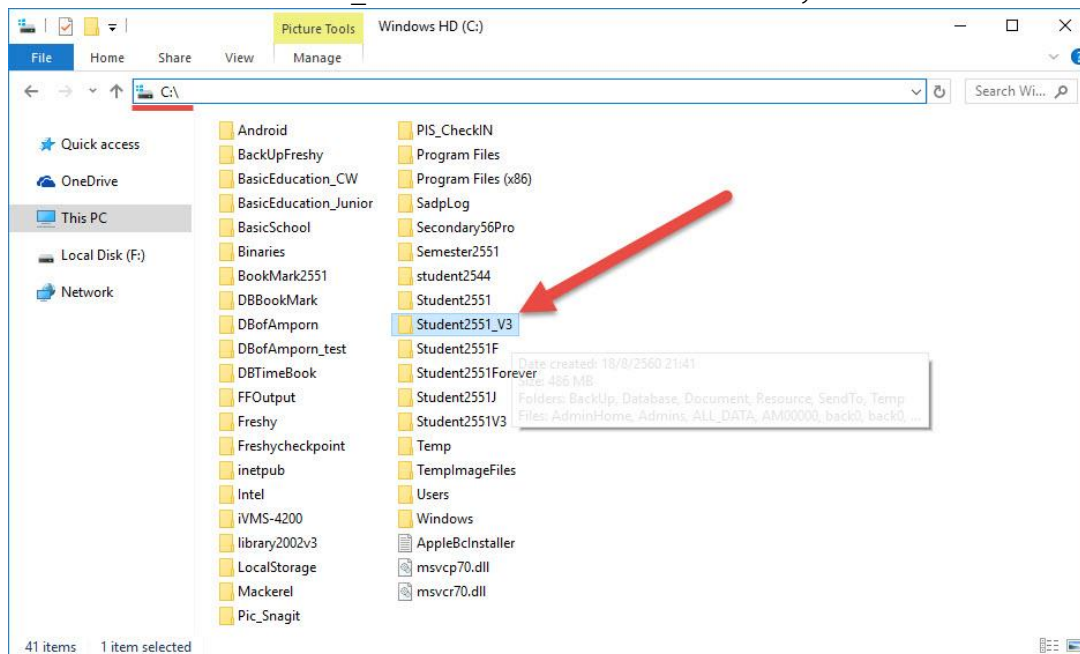 Picture Tools
Windows HD (C:)
File
Home
Share
View
Manage
C:\
Search Wi...
Quick access
OneDrive
This PC
Local Disk (F:)
Network
Android
BackUpFreshy
BasicEducation_CW
BasicEducation_Junior
BasicSchool
Binaries
BookMark2551
DBBookMark
DBofAmporn
DBofAmporn_test
DBTimeBook
FFOutput
Freshy
Freshycheckpoint
inetpub
Intel
iVMS-4200
library2002v3
LocalStorage
Mackerel
Pic_Snagit
PIS_CheckIN
Program Files
Program Files (x86)
SadpLog
Secondary56Pro
Semester2551
student2544
Student2551
Student2551_V3
Student2551F
Student2551Forever
Student2551J
Student2551V3
Temp
TempImageFiles
Users
Windows
AppleBcInstaller
msvcp70.dll
msvcr70.dll
Date created: 18/8/2560 21:41
Size: 486 MB
Folders: BackUp, Database, Document, Resource, SendTo, Temp
Files: AdminHome, Admins, ALL_DATA, AM00000, back0, back0, ...
41 items
1 item selected